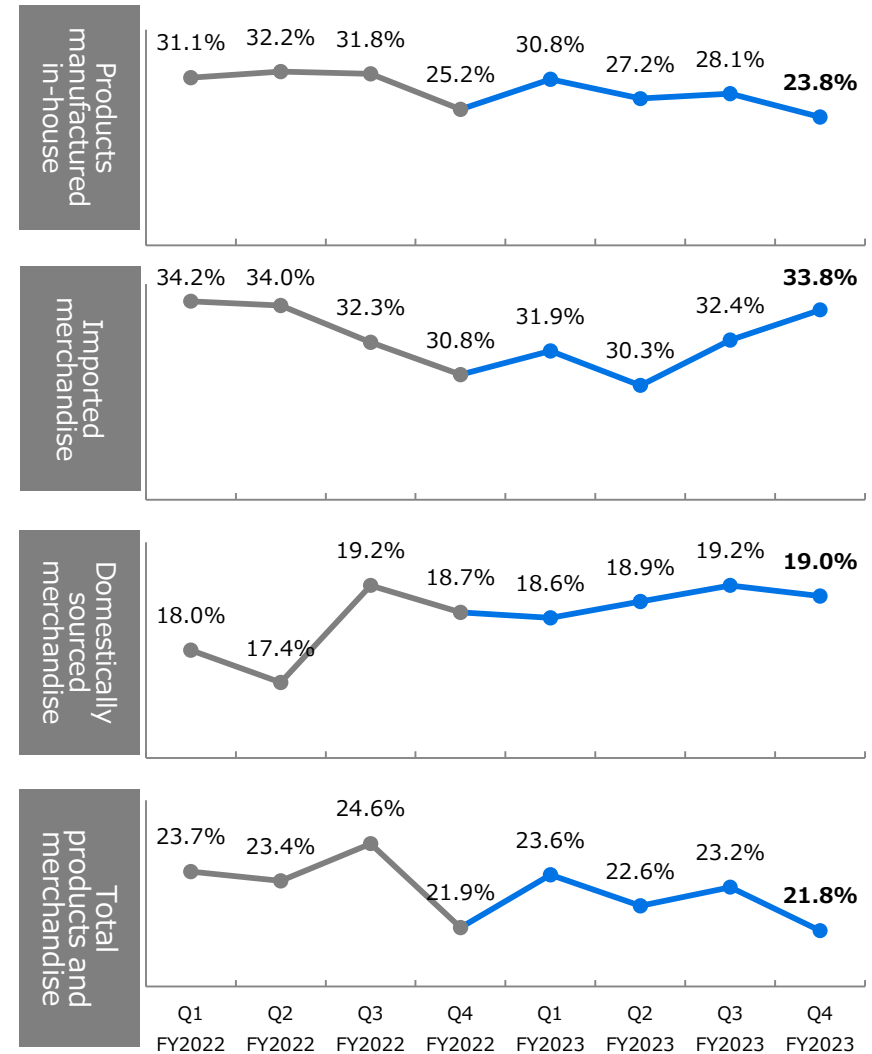 Products
manufactured
in-house
31.1% 32.2% 31.8% 25.2% 30.8% 27.2% 28.1% 23.8%
Imported
merchandise
34.2% 34.0% 32.3% 30.8% 31.9% 30.3% 32.4% 33.8%
Domestically
sourced
merchandise
18.0% 17.4% 19.2% 18.7% 18.6% 18.9% 19.2% 19.0%
Total
products and
merchandise
23.7% 23.4% 24.6% 21.9% 23.6% 22.6% 23.2% 21.8%
Q1 Q2 Q3 Q4 Q1 Q2 Q3 Q4
FY2022 FY2022 FY2022 FY2022 FY2023 FY2023 FY2023 FY2023